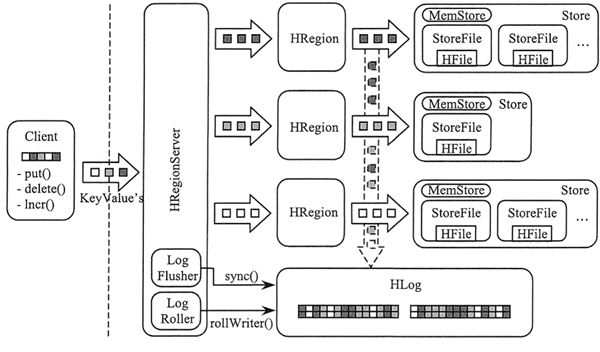 Client
- put()
- delete()
- lncr()
KeyValue's
HRegionServer
HRegion
MemStore
Store
StoreFile
HFile
StoreFile
HFile
...
HRegion
MemStore
Store
StoreFile
HFile
HRegion
MemStore
Store
StoreFile
HFile
StoreFile
HFile
...
Log
Flusher
sync()
Log
Roller
rollWriter()
HLog